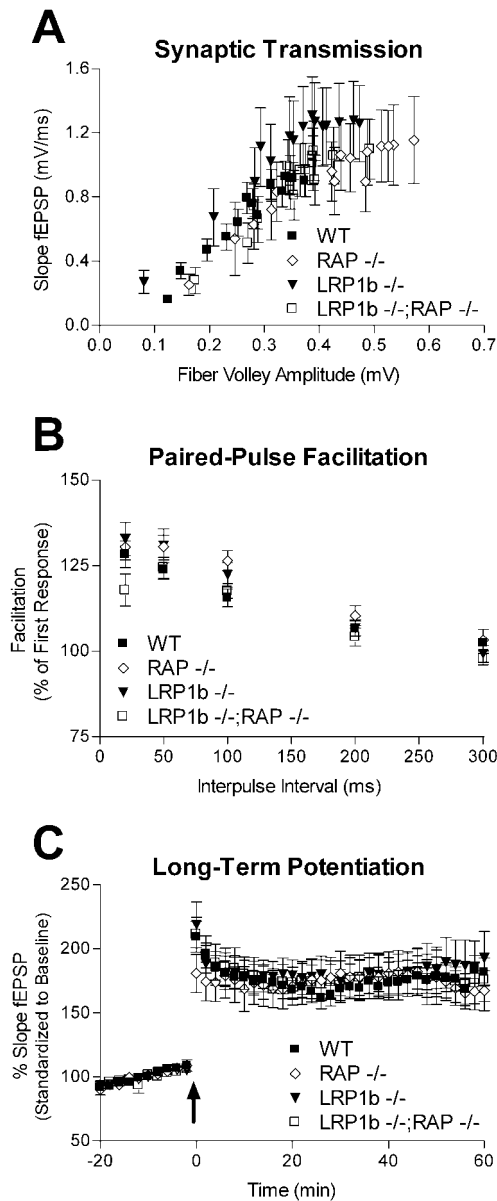 A
Synaptic Transmission
Slope fEPSP (mV/ms)
1.6
1.2
0.8
0.4
0.0
WT
RAP -/-
LRP1b -/-
LRP1b -/-;RAP -/-
0.0 0.1 0.2 0.3 0.4 0.5 0.6 0.7
Fiber Volley Amplitude (mV)
B
Paired-Pulse Facilitation
Facilitation
(% of First Response)
150
125
100
75
WT
RAP -/-
LRP1b -/-
LRP1b -/-;RAP -/-
0 50 100 150 200 250 300
Interpulse Interval (ms)
C
Long-Term Potentiation
% Slope fEPSP
(Standardized to Baseline)
250
200
150
100
50
WT
RAP -/-
LRP1b -/-
LRP1b -/-;RAP -/-
-20 0 20 40 60
Time (min)